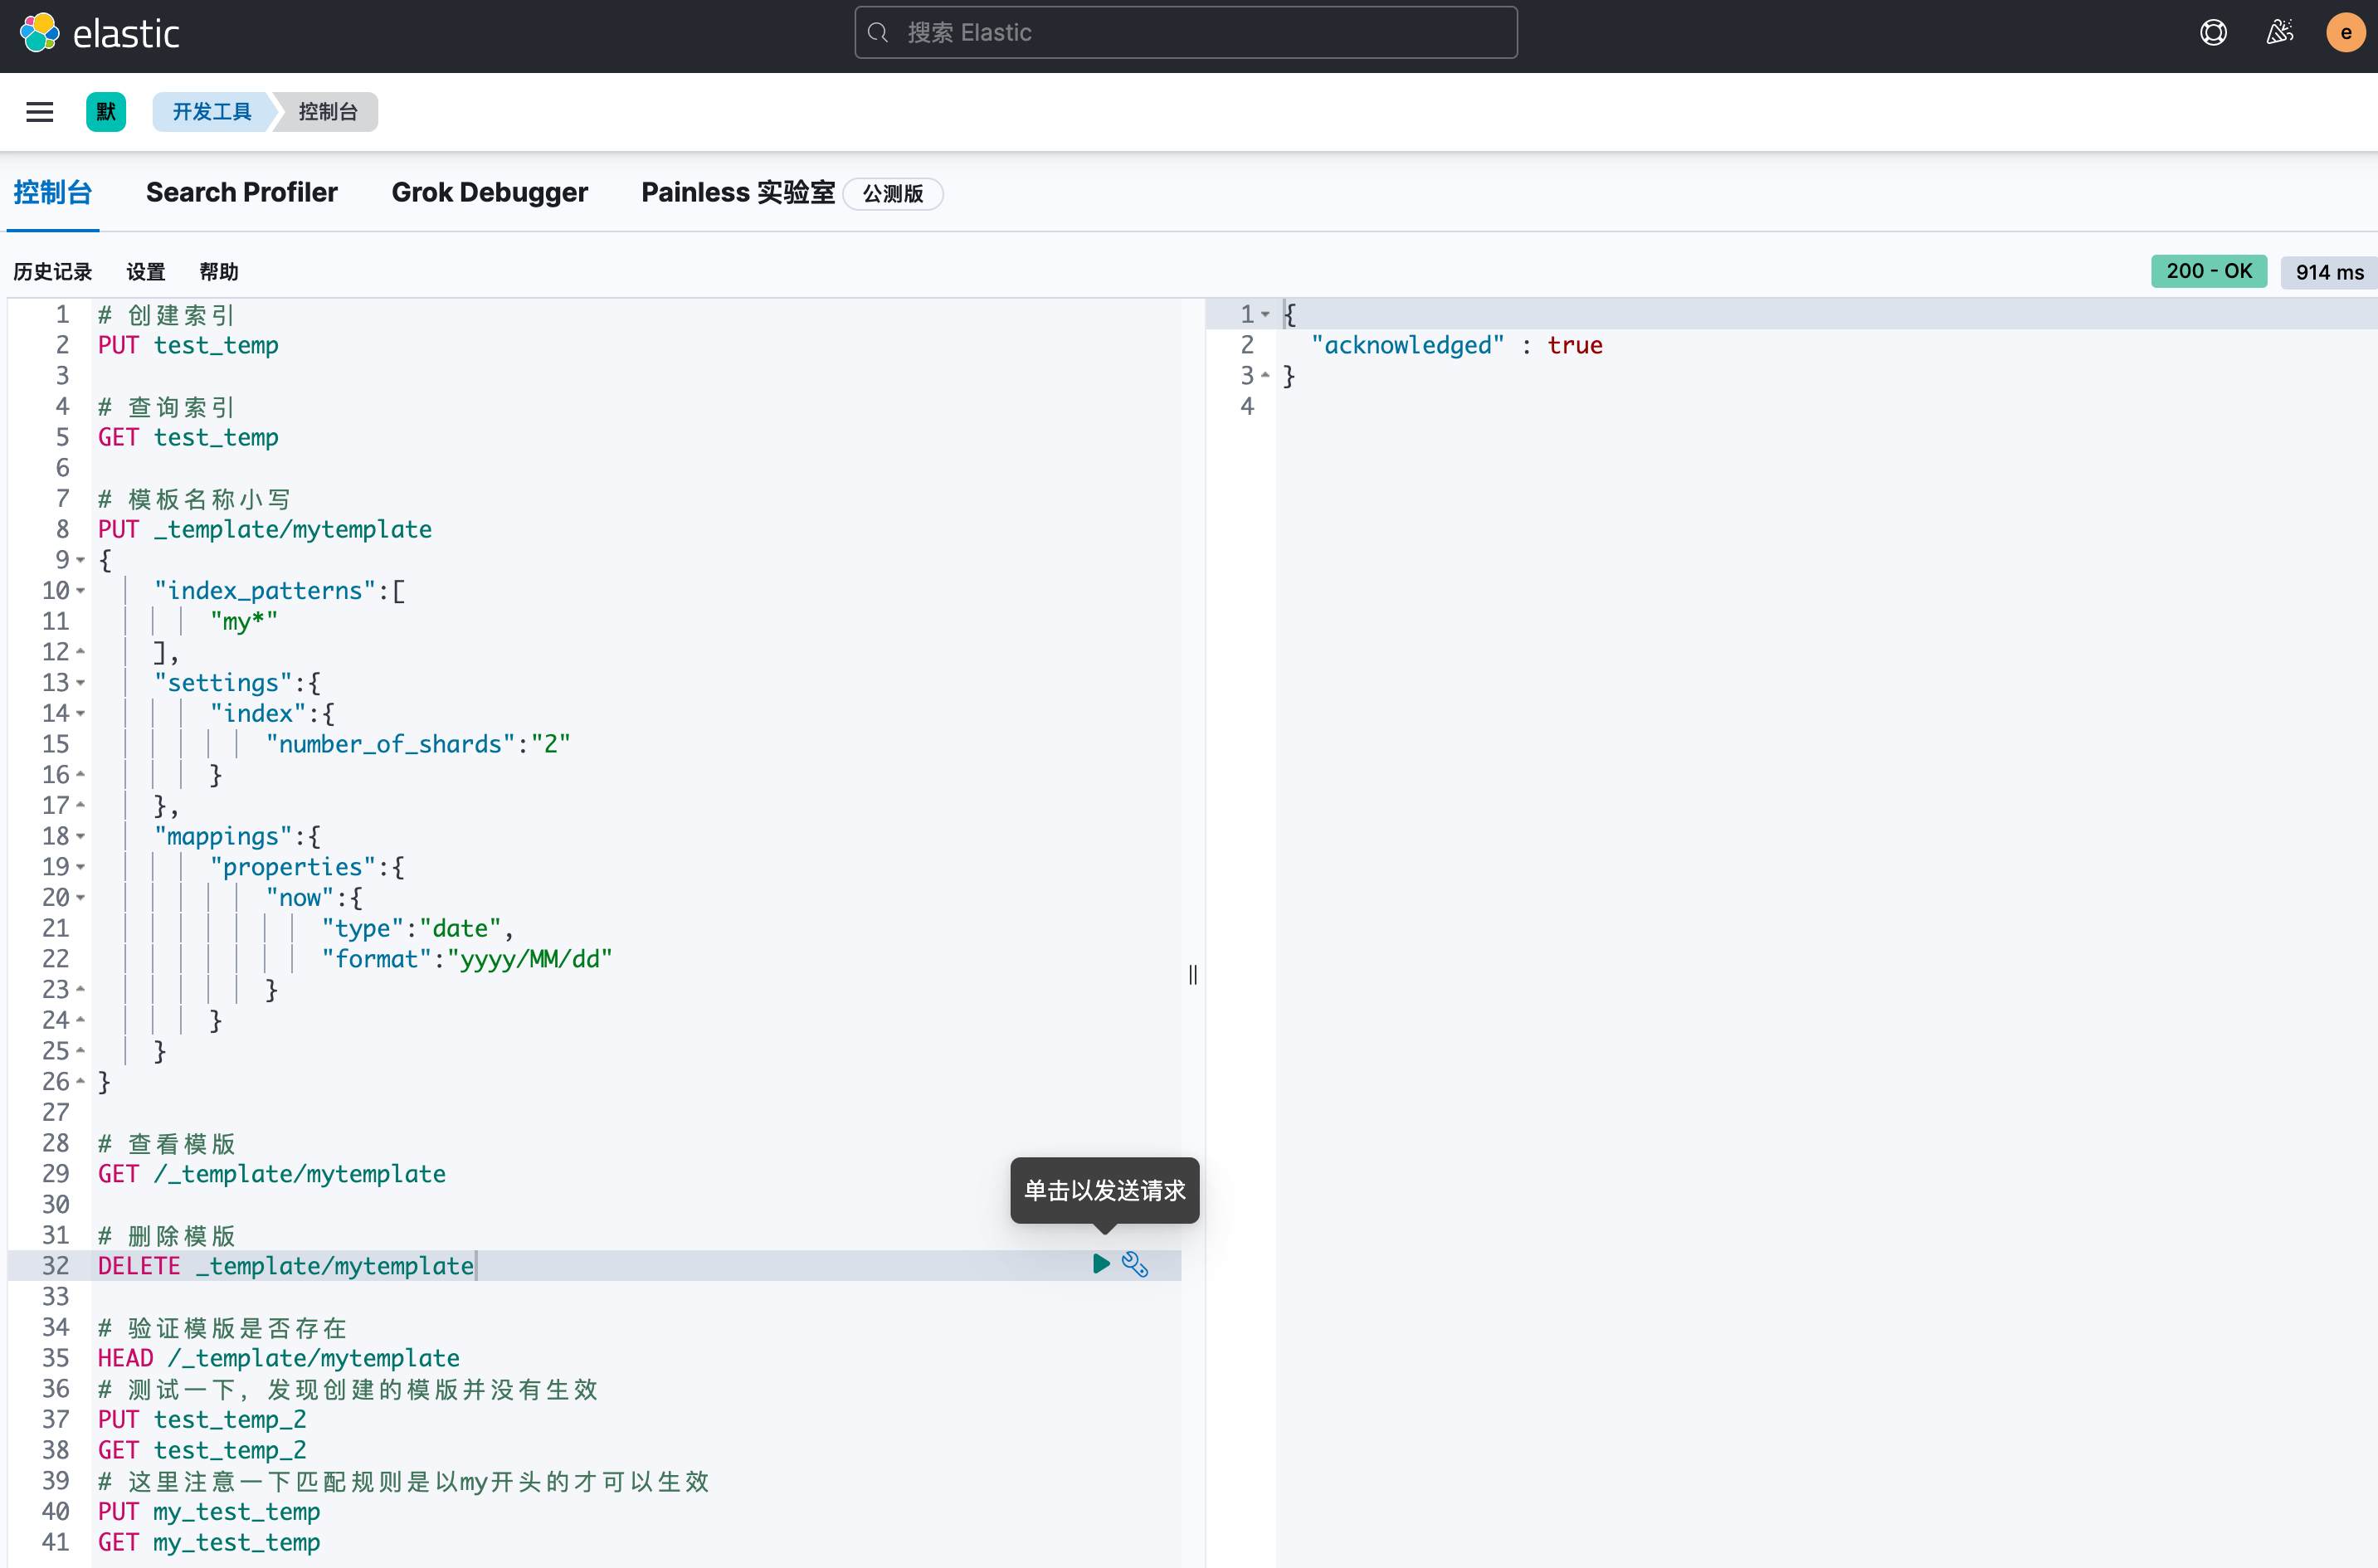 elastic
搜索 Elastic
e
默
开发工具
控制台
控制台
Search Profiler
Grok Debugger
Painless 实验室
公测版
历史记录
设置
帮助
200 - OK
914 ms
1 # 创建索引
2 PUT test_temp
3
4 # 查询索引
5 GET test_temp
6
7 # 模板名称小写
8 PUT _template/mytemplate
9 {
10 "index_patterns":[
11 "my*"
12 ],
13 "settings":{
14 "index":{
15 "number_of_shards":"2"
16 }
17 },
18 "mappings":{
19 "properties":{
20 "now":{
21 "type":"date",
22 "format":"yyyy/MM/dd"
23 }
24 }
25 }
26 }
27
28 # 查看模版
29 GET /_template/mytemplate
30
31 # 删除模版
32 DELETE _template/mytemplate
33
34 # 验证模版是否存在
35 HEAD /_template/mytemplate
36 # 测试一下，发现创建的模版并没有生效
37 PUT test_temp_2
38 GET test_temp_2
39 # 这里注意一下匹配规则是以my开头的才可以生效
40 PUT my_test_temp
41 GET my_test_temp
单击以发送请求
1 {
2 "acknowledged" : true
3 }
4